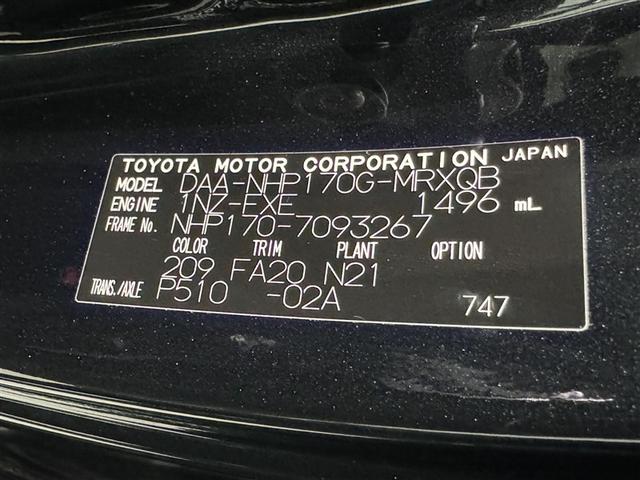 TOYOTA MOTOR CORPORATION JAPAN
MODEL DAA-NHP170G-MRXQB
ENGINE 1NZ-EXE 1496 mL
FRAME No. NHP170-7093267
COLOR TRIM PLANT OPTION
209 FA20 N21
TRANS./AXLE P510 -02A
747